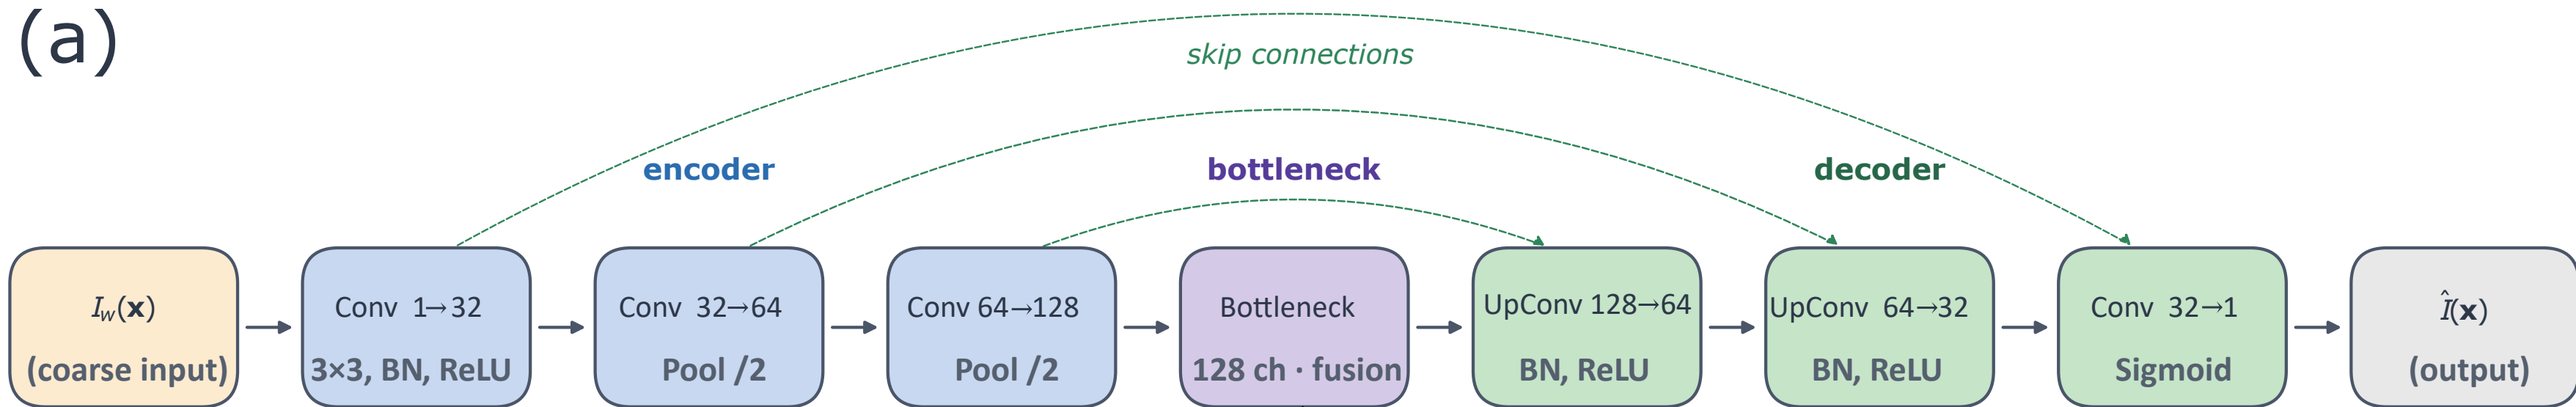 (a)
skip connections
encoder
bottleneck
decoder
I_w(x)
(coarse input)
Conv 1→32
3×3, BN, ReLU
Conv 32→64
Pool /2
Conv 64→128
Pool /2
Bottleneck
128 ch · fusion
UpConv 128→64
BN, ReLU
UpConv 64→32
BN, ReLU
Conv 32→1
Sigmoid
Î(x)
(output)